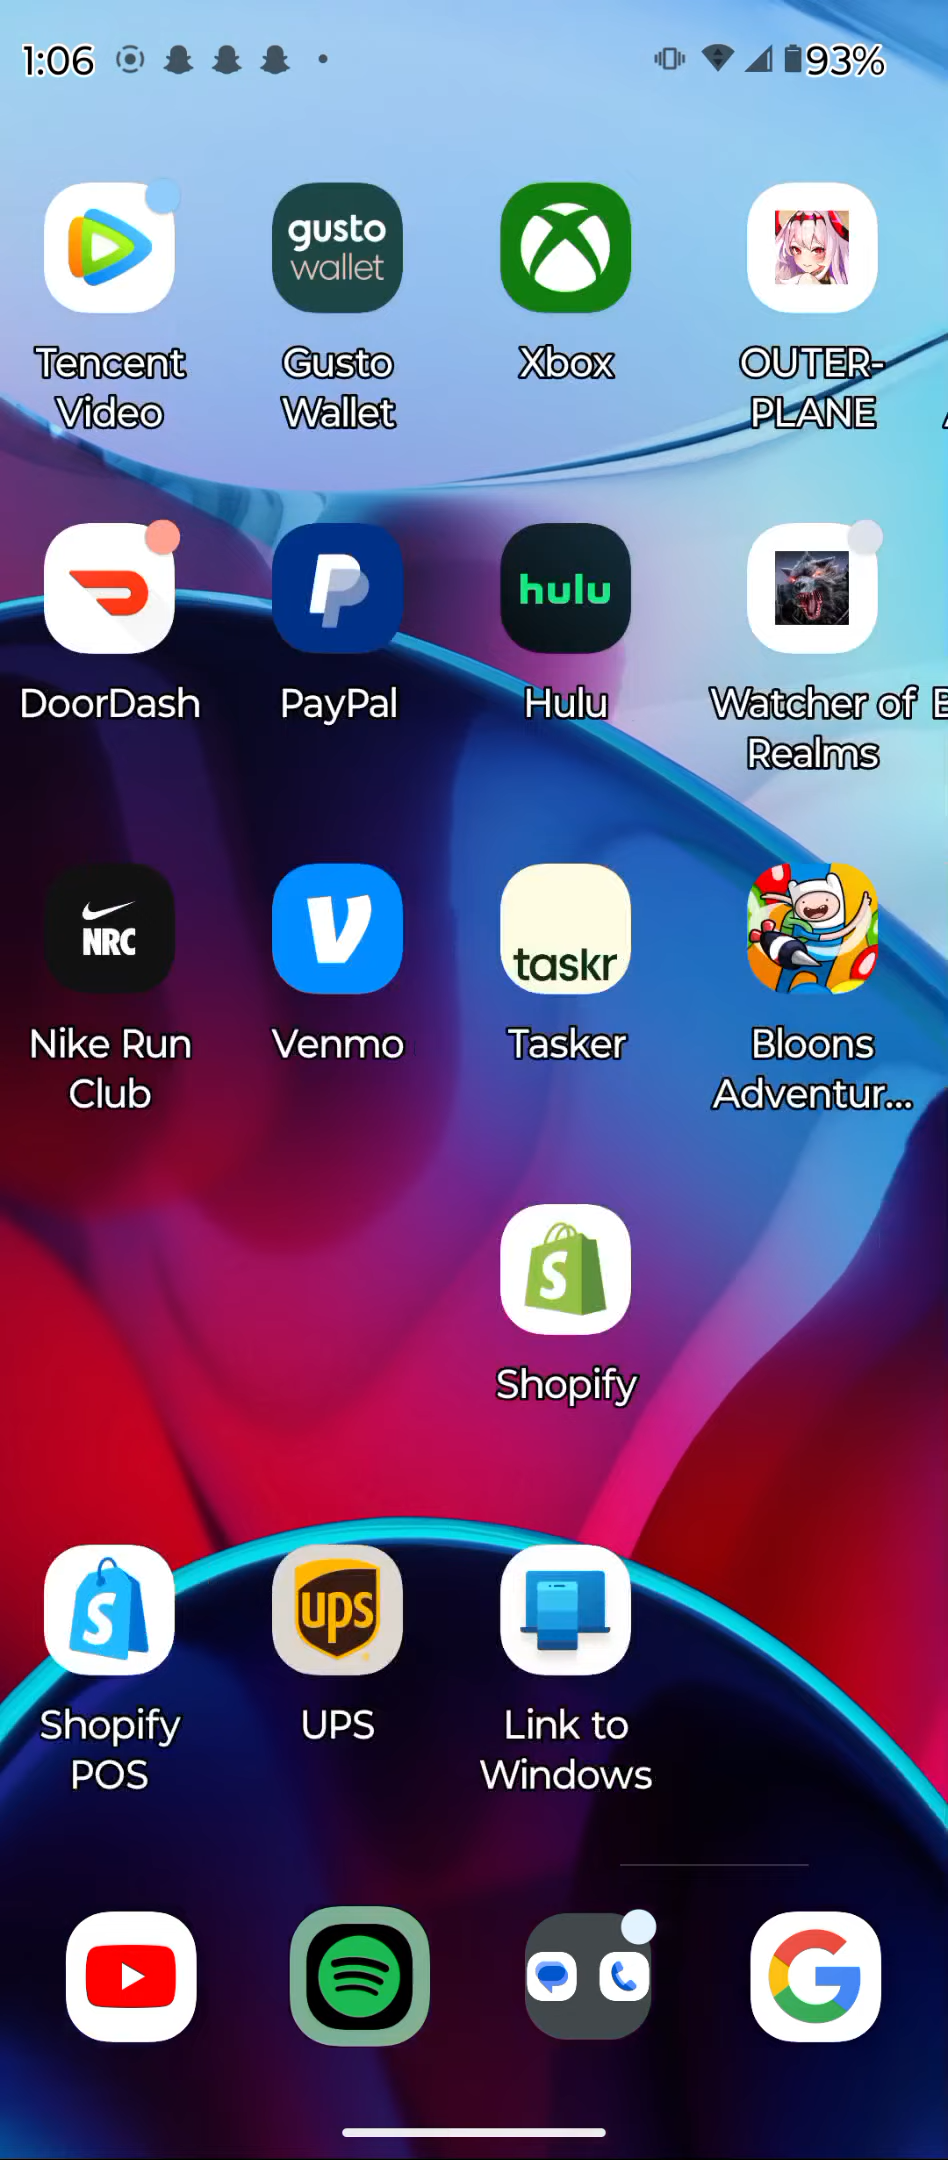 1:06
93%
gusto
wallet
Tencent
Video
Gusto
Wallet
Xbox
OUTER-
PLANE
hulu
DoorDash
PayPal
Hulu
Watcher of
Realms
NRC
taskr
Nike Run
Club
Venmo
Tasker
Bloons
Adventur...
S
Shopify
S
ups
Shopify
POS
UPS
Link to
Windows